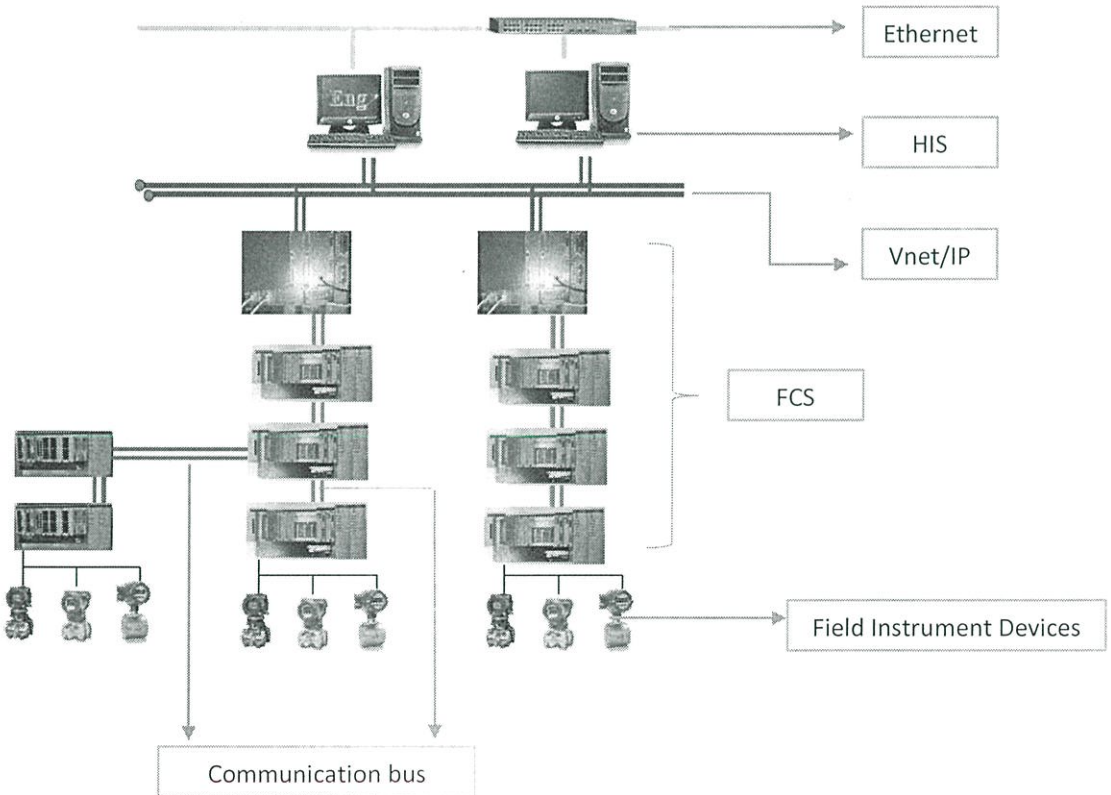 Ethernet
Eng
HIS
Vnet/IP
FCS
Field Instrument Devices
Communication bus